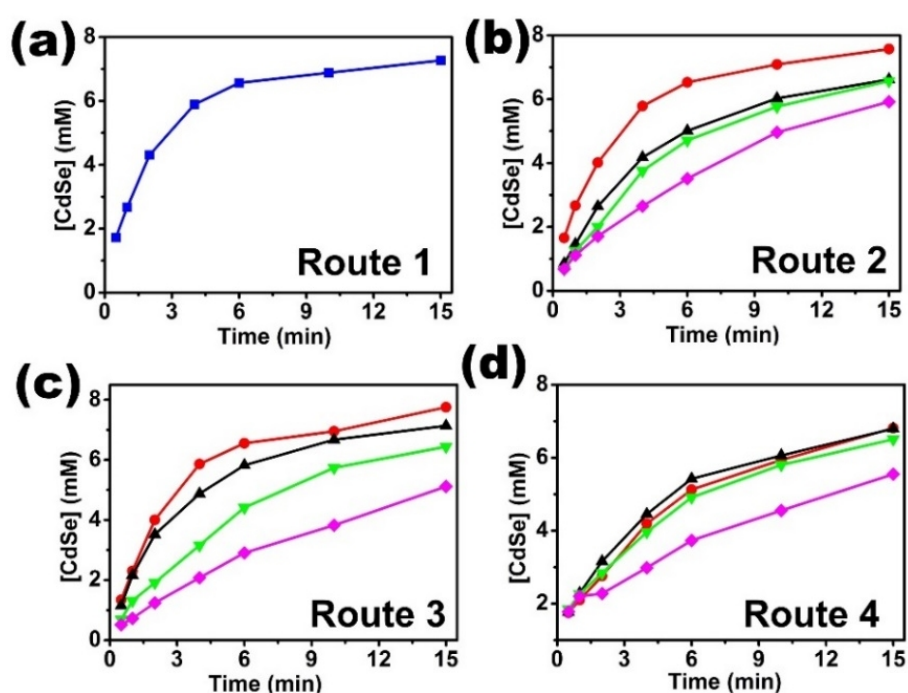 (a)
[CdSe] (mM)
8
6
4
2
0
Route 1
0 3 6 9 12 15
Time (min)
(b)
[CdSe] (mM)
8
6
4
2
0
Route 2
0 3 6 9 12 15
Time (min)
(c)
[CdSe] (mM)
8
6
4
2
0
Route 3
0 3 6 9 12 15
Time (min)
(d)
[CdSe] (mM)
8
6
4
2
Route 4
0 3 6 9 12 15
Time (min)